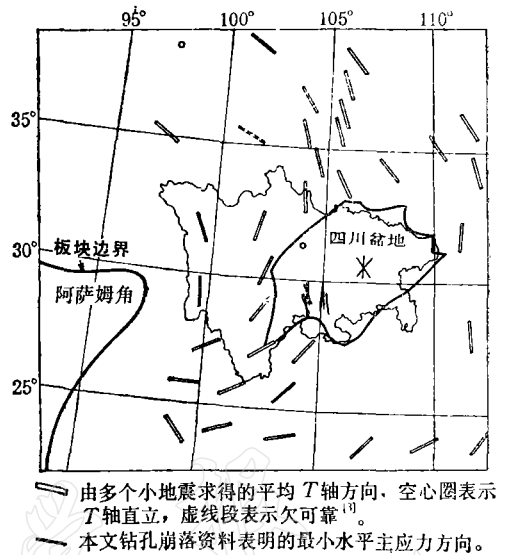 95° 100° 105° 110°
35°
四川盆地
30°
板块边界
阿萨姆角
25°
由多个小地震求得的平均 T 轴方向、空心圈表示
T 轴直立，虚线段表示欠可靠[3]。
本文钻孔崩落资料表明的最小水平主应力方向。